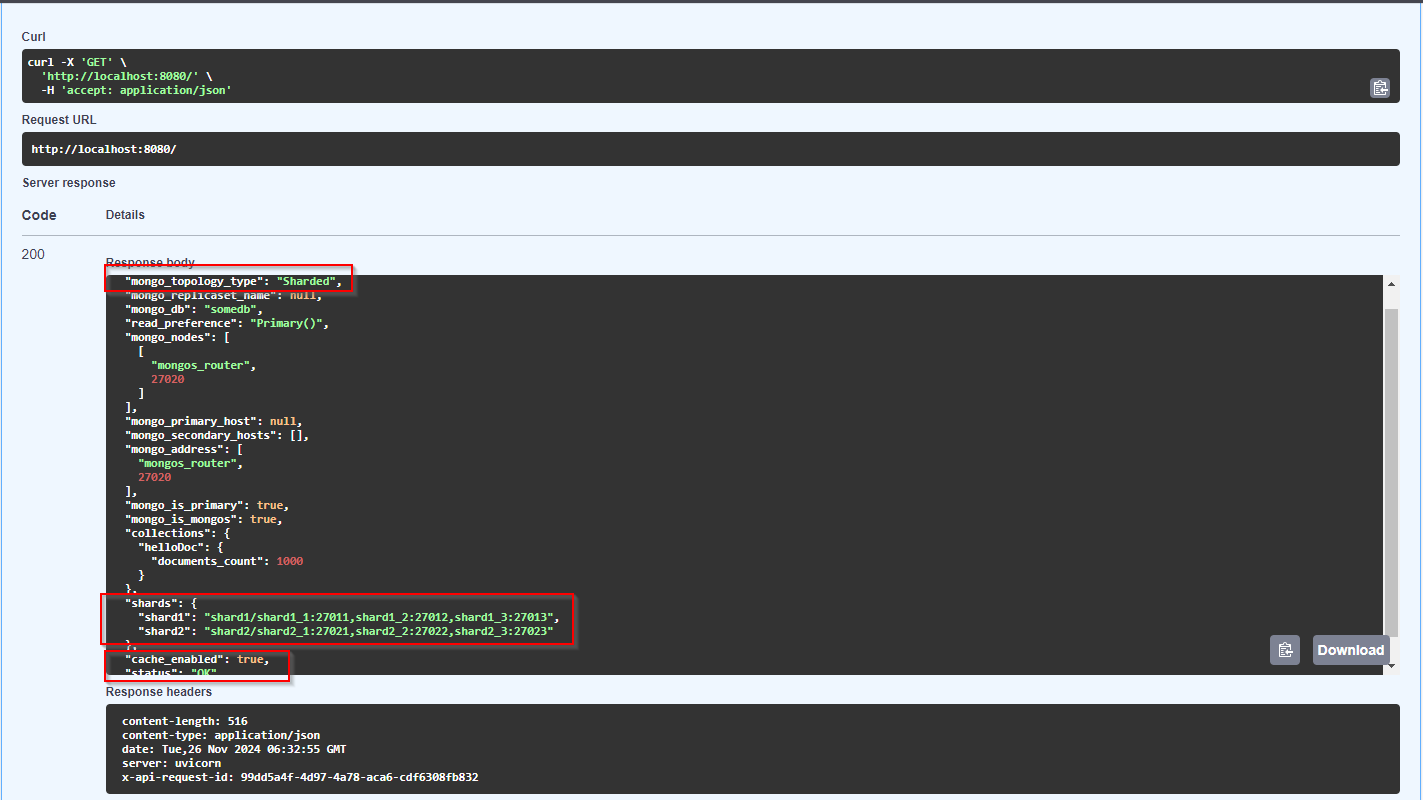 Curl
curl -X 'GET' \
  'http://localhost:8080/' \
  -H 'accept: application/json'
Request URL
http://localhost:8080/
Server response
Code Details
200
Response body
"mongo_topology_type": "Sharded",
"mongo_replicaset_name": null,
"mongo_db": "somedb",
"read_preference": "Primary()",
"mongo_nodes": [
  [
    "mongos_router",
    27020
  ]
],
"mongo_primary_host": null,
"mongo_secondary_hosts": [],
"mongo_address": [
  "mongos_router",
  27020
],
"mongo_is_primary": true,
"mongo_is_mongos": true,
"collections": {
  "helloDoc": {
    "documents_count": 1000
  }
},
"shards": {
  "shard1": "shard1/shard1_1:27011,shard1_2:27012,shard1_3:27013",
  "shard2": "shard2/shard2_1:27021,shard2_2:27022,shard2_3:27023"
},
"cache_enabled": true,
"status": "OK"
Download
Response headers
content-length: 516
content-type: application/json
date: Tue,26 Nov 2024 06:32:55 GMT
server: uvicorn
x-api-request-id: 99dd5a4f-4d97-4a78-aca6-cdf6308fb832